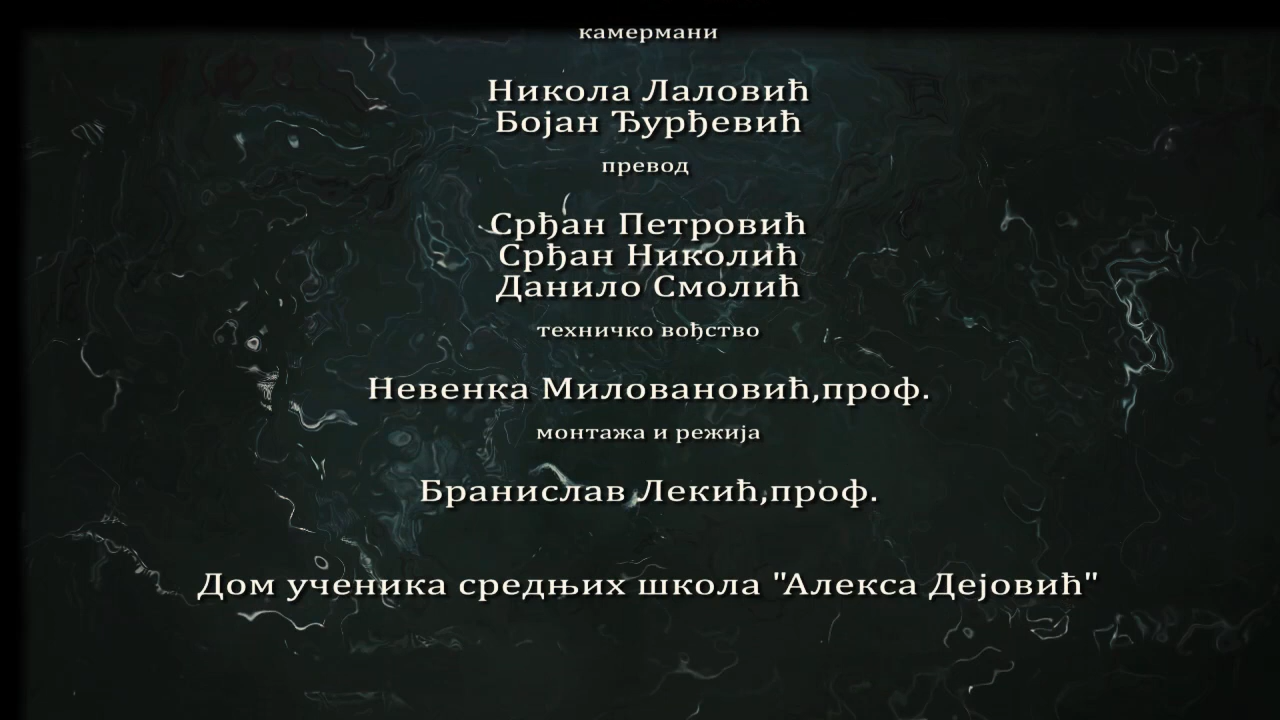 камермани
Никола Лаловић
Бојан Ђурђевић
превод
Срђан Петровић
Срђан Николић
Данило Смолић
техничко вођство
Невенка Миловановић,проф.
монтажа и режија
Бранислав Лекић,проф.
Дом ученика средњих школа "Алекса Дејовић"